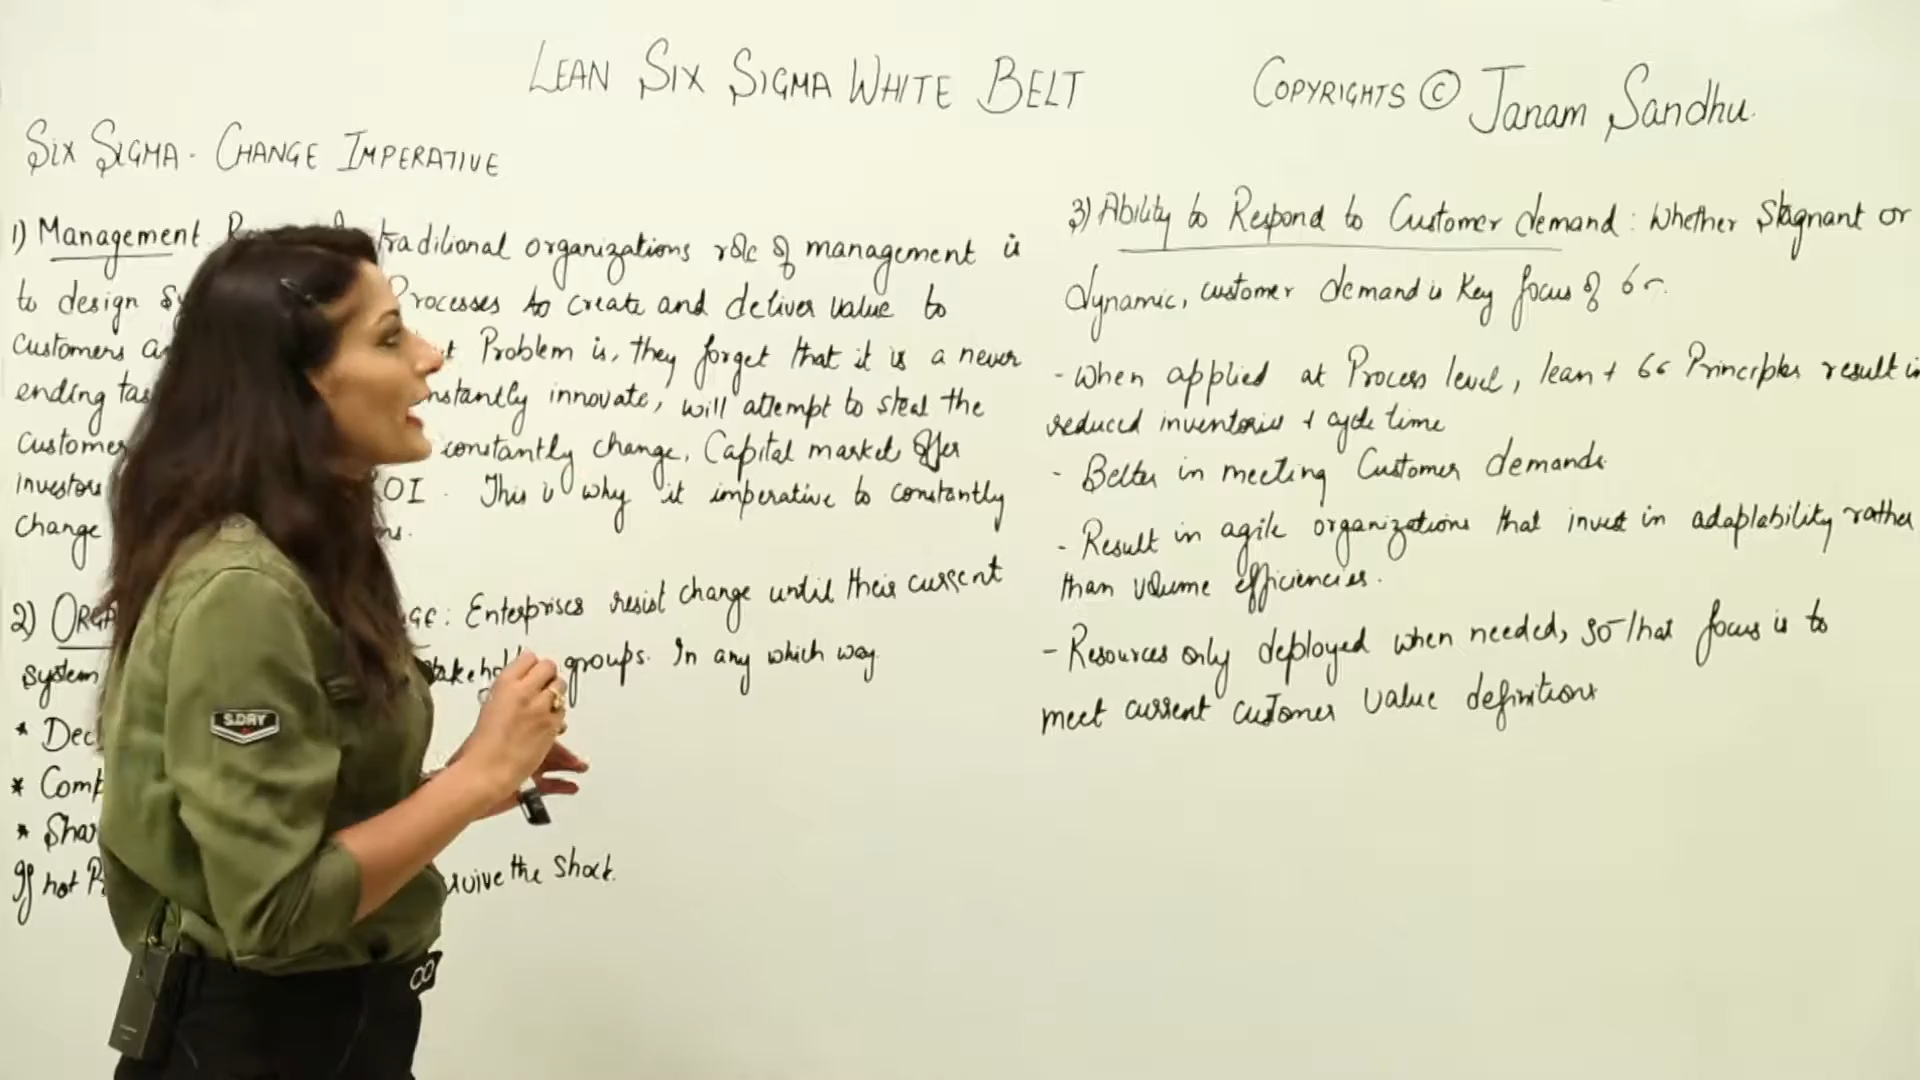 LEAN SIX SIGMA WHITE BELT
COPYRIGHTS © Janam Sandhu.
SIX SIGMA - CHANGE IMPERATIVE
1) Management traditional organizations role of management is
to design Processes to create and deliver value to
customers Problem is, they forget that it is a never
ending constantly innovate, will attempt to steal the
customer constantly change, Capital market offer
investors ROI. This is why it imperative to constantly
change
2) Enterprises resist change until their current
system stakeholder groups. In any which way
*
*
*
If not survive the shock.
3) Ability to Respond to Customer demand: Whether Stagnant or
dynamic, customer demand is key focus of 6σ.
- When applied at Process level, lean + 6σ Principles result in
reduced inventories + cycle time
- Better in meeting Customer demands
- Result in agile organizations that invest in adaptability rather
than volume efficiencies.
- Resources only deployed when needed, so that focus is to
meet current customer value definitions
S.DRY